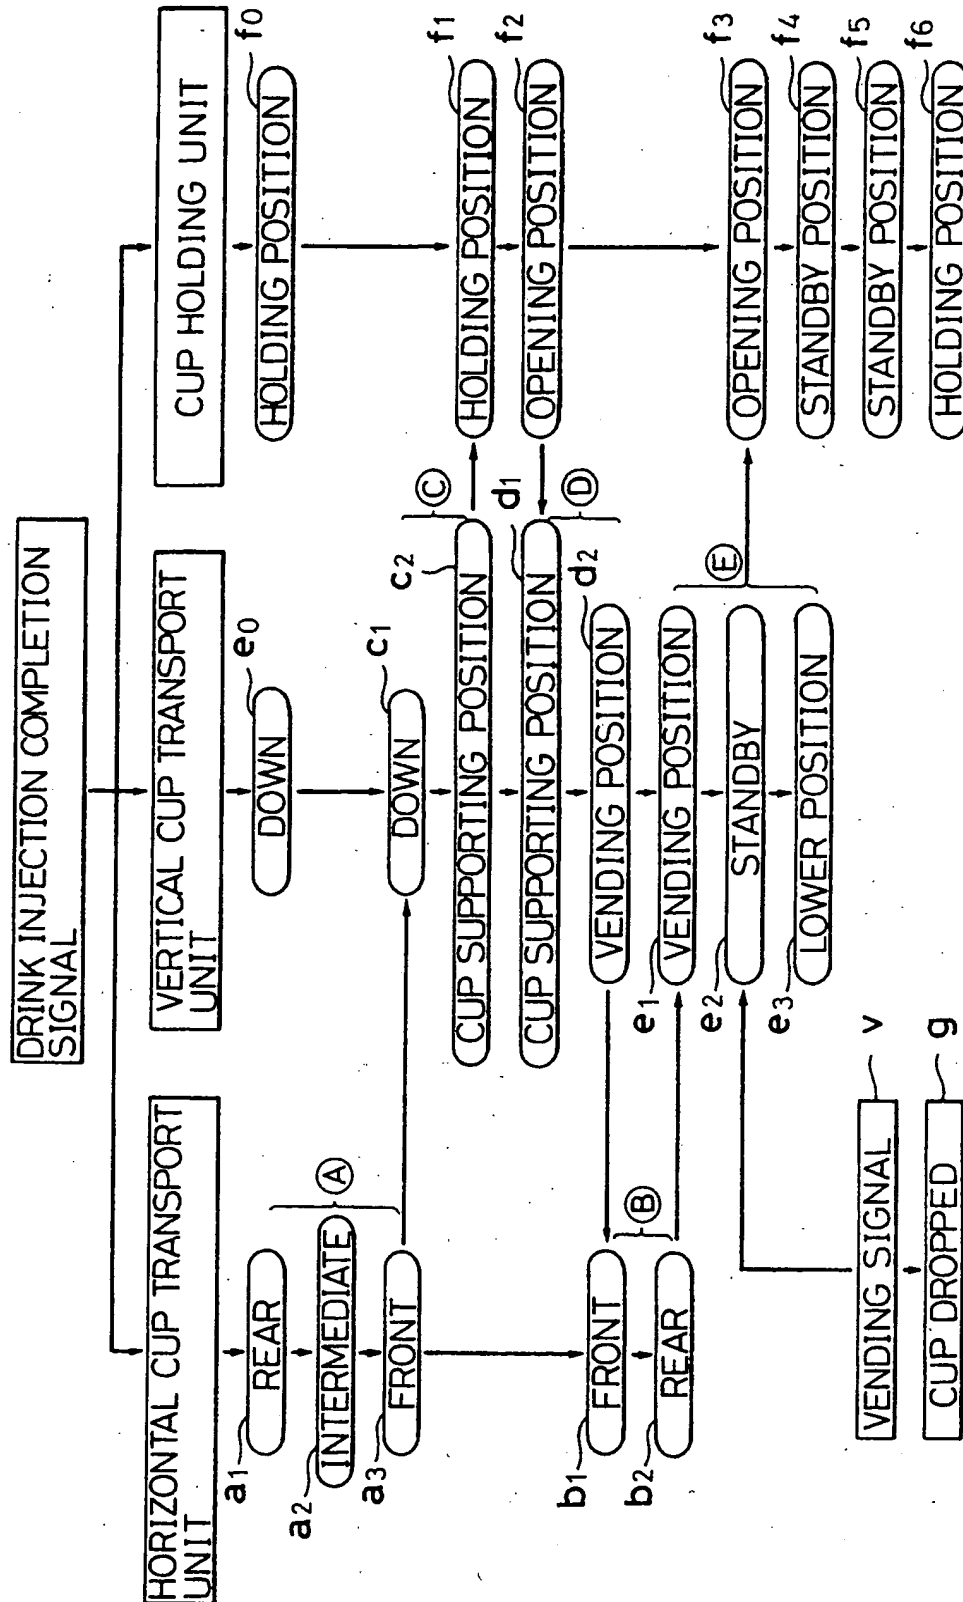 DRINK INJECTION COMPLETION
SIGNAL
HORIZONTAL CUP TRANSPORT
UNIT
VERTICAL CUP TRANSPORT
UNIT
CUP HOLDING UNIT
a1
REAR
e0
DOWN
f0
HOLDING POSITION
a2
INTERMEDIATE
A
a3
FRONT
c1
DOWN
c2
CUP SUPPORTING POSITION
C
f1
HOLDING POSITION
d1
CUP SUPPORTING POSITION
D
f2
OPENING POSITION
b1
FRONT
d2
VENDING POSITION
b2
REAR
B
e1
VENDING POSITION
E
e2
STANDBY
f3
OPENING POSITION
e3
LOWER POSITION
f4
STANDBY POSITION
VENDING SIGNAL
v
f5
STANDBY POSITION
CUP DROPPED
g
f6
HOLDING POSITION